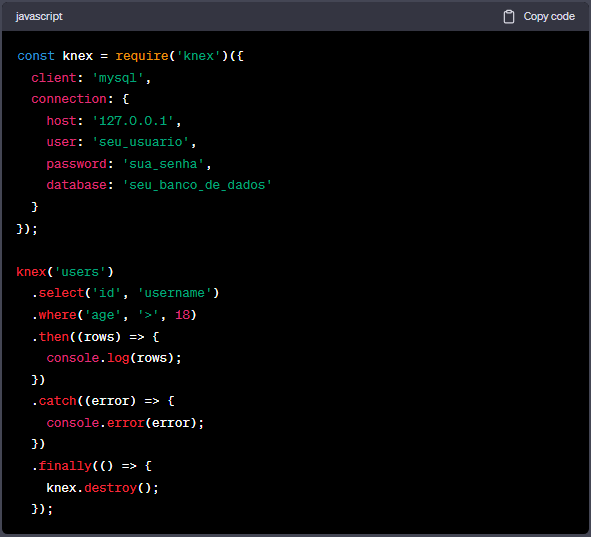 javascript
Copy code
const knex = require('knex')({
  client: 'mysql',
  connection: {
    host: '127.0.0.1',
    user: 'seu_usuario',
    password: 'sua_senha',
    database: 'seu_banco_de_dados'
  }
});

knex('users')
  .select('id', 'username')
  .where('age', '>', 18)
  .then((rows) => {
    console.log(rows);
  })
  .catch((error) => {
    console.error(error);
  })
  .finally(() => {
    knex.destroy();
  });